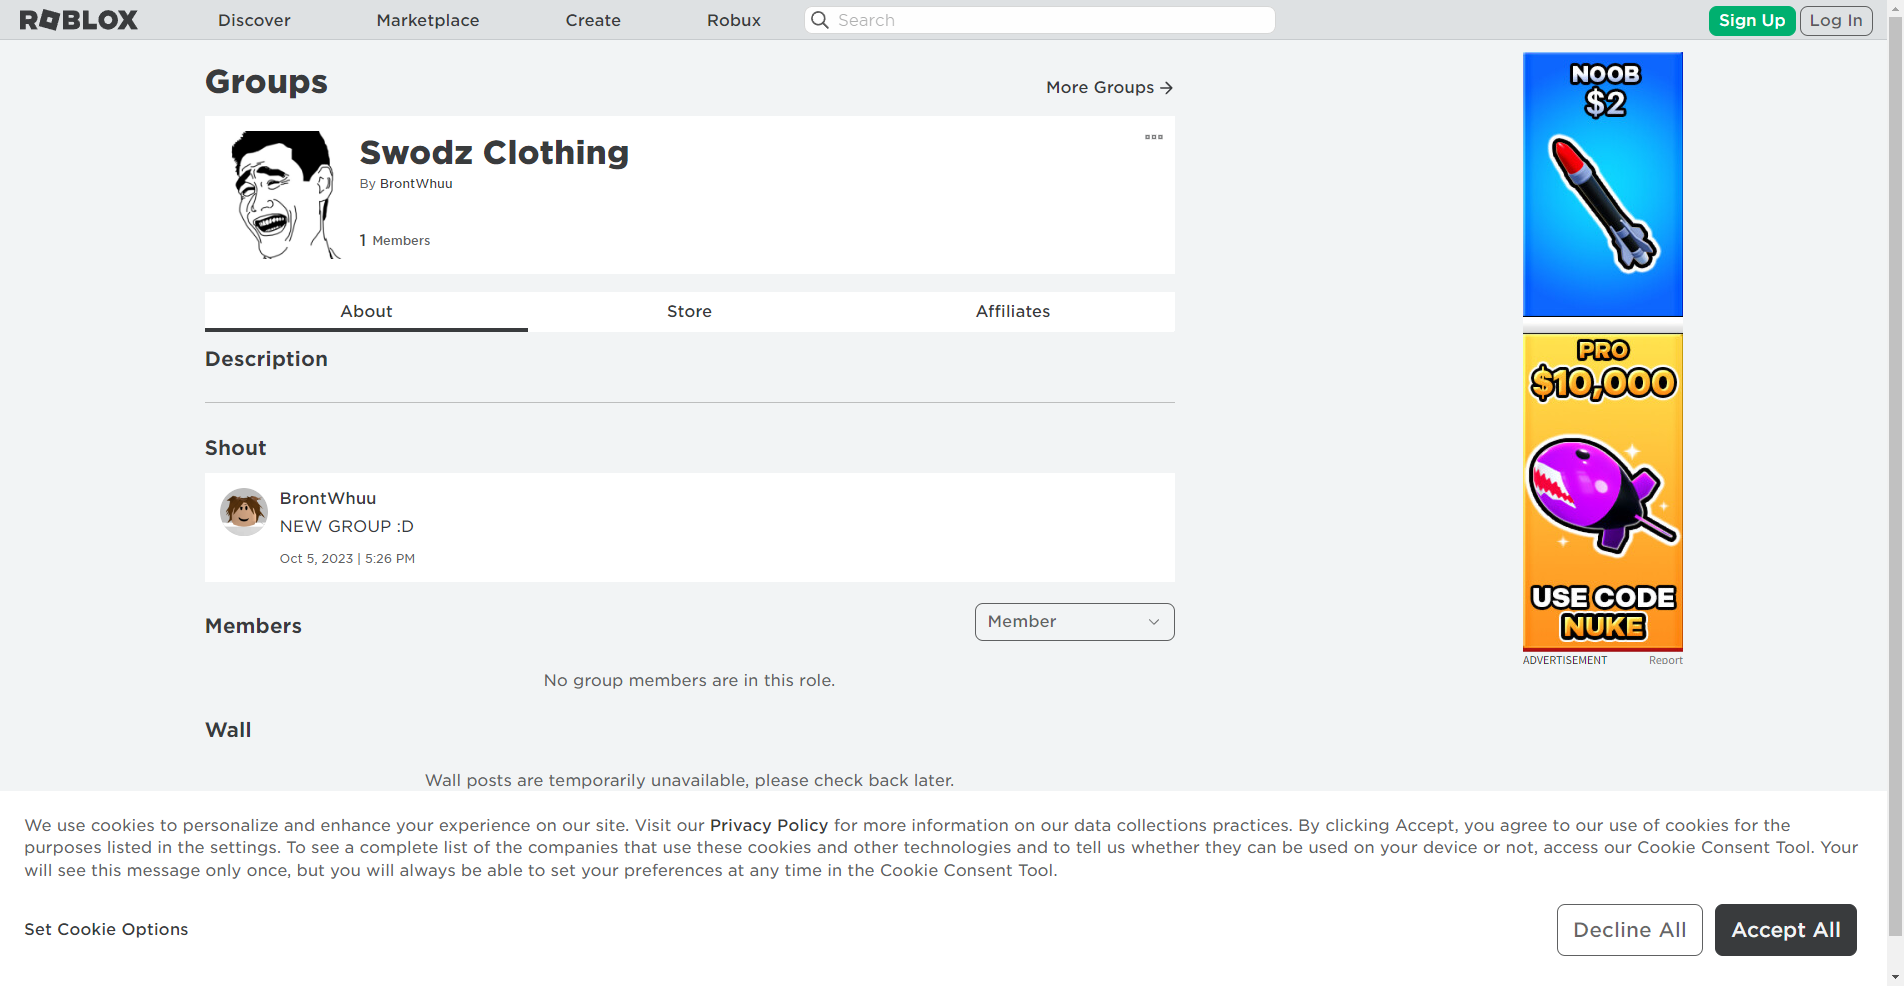 ROBLOX
Discover
Marketplace
Create
Robux
Search
Sign Up
Log In
Groups
More Groups
Swodz Clothing
By BrontWhuu
1 Members
About
Store
Affiliates
Description
Shout
BrontWhuu
NEW GROUP :D
Oct 5, 2023 | 5:26 PM
Members
Member
No group members are in this role.
Wall
Wall posts are temporarily unavailable, please check back later.
NOOB
$2
PRO
$10,000
USE CODE
NUKE
ADVERTISEMENT
Report
We use cookies to personalize and enhance your experience on our site. Visit our Privacy Policy for more information on our data collections practices. By clicking Accept, you agree to our use of cookies for the
purposes listed in the settings. To see a complete list of the companies that use these cookies and other technologies and to tell us whether they can be used on your device or not, access our Cookie Consent Tool. Your
will see this message only once, but you will always be able to set your preferences at any time in the Cookie Consent Tool.
Set Cookie Options
Decline All
Accept All